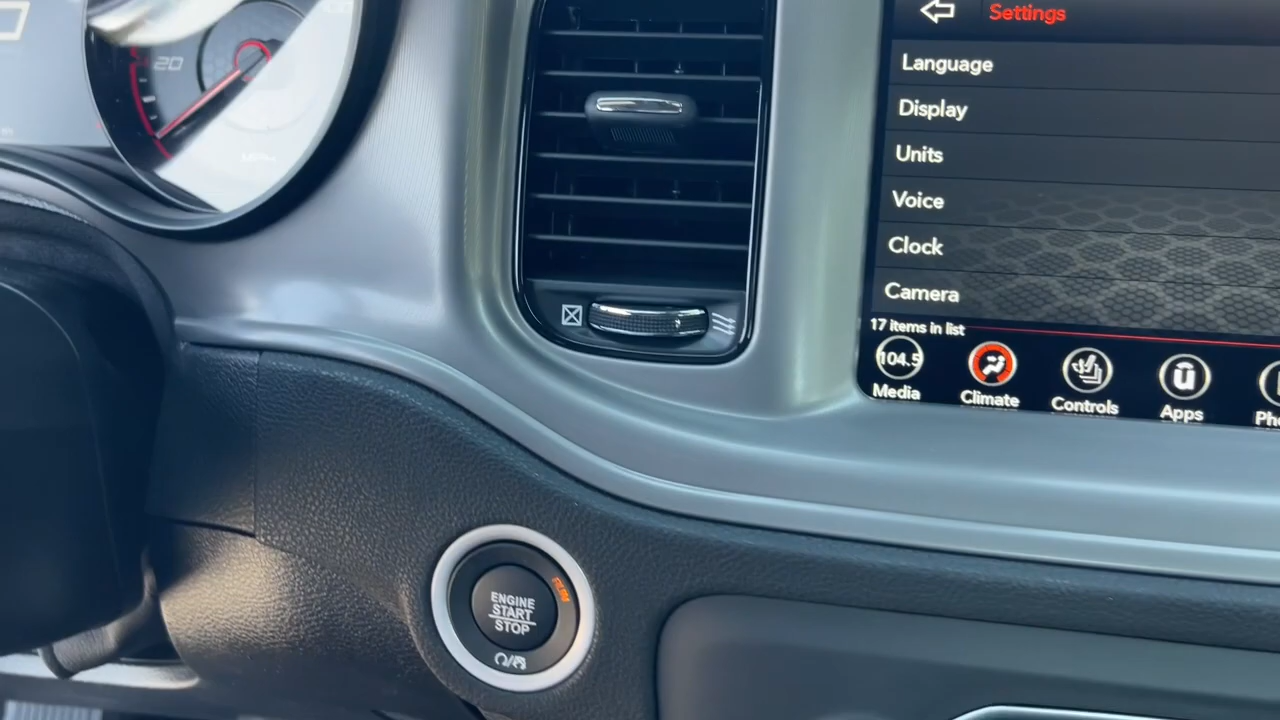 20
MPH
Settings
Language
Display
Units
Voice
Clock
Camera
17 items in list
104.5
Media
Climate
Controls
Apps
ENGINE
START
STOP